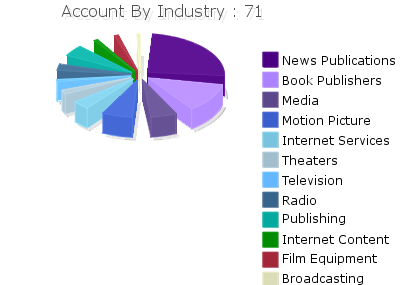 Account By Industry : 71
News Publications
Book Publishers
Media
Motion Picture
Internet Services
Theaters
Television
Radio
Publishing
Internet Content
Film Equipment
Broadcasting